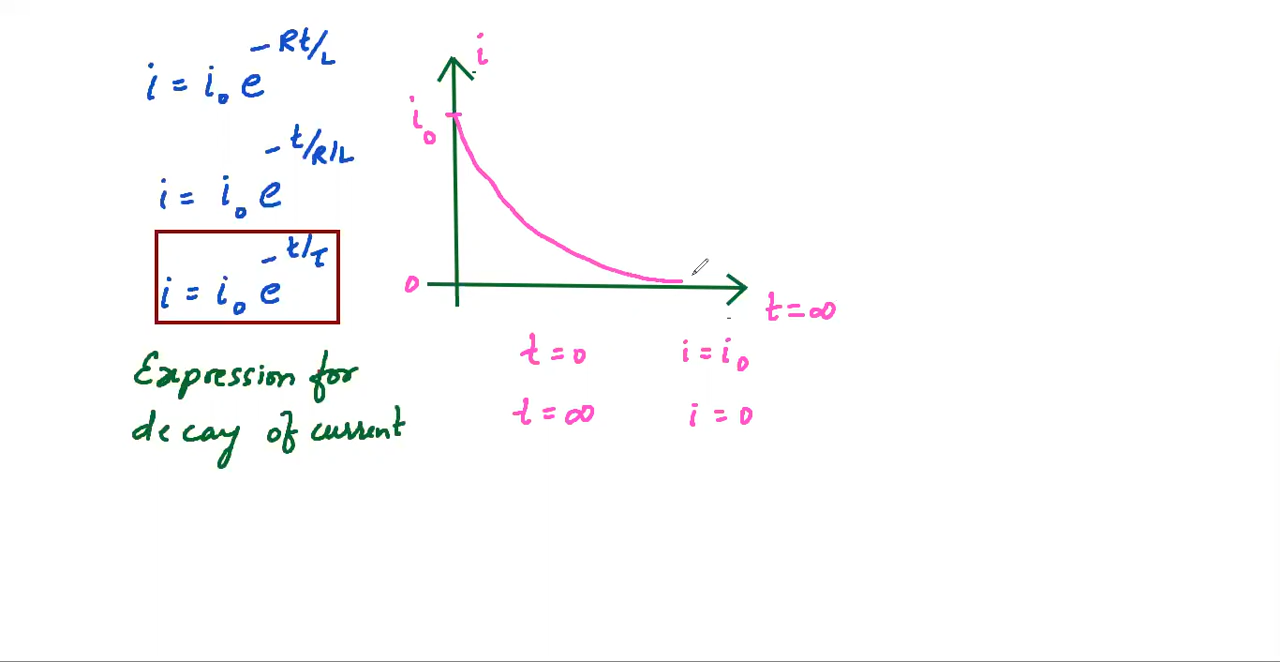 i = i₀ e^(-Rt/L)
i = i₀ e^(-t/R/L)
i = i₀ e^(-t/τ)
Expression for
decay of current
i
i₀
0
t = ∞
t = 0 i = i₀
t = ∞ i = 0